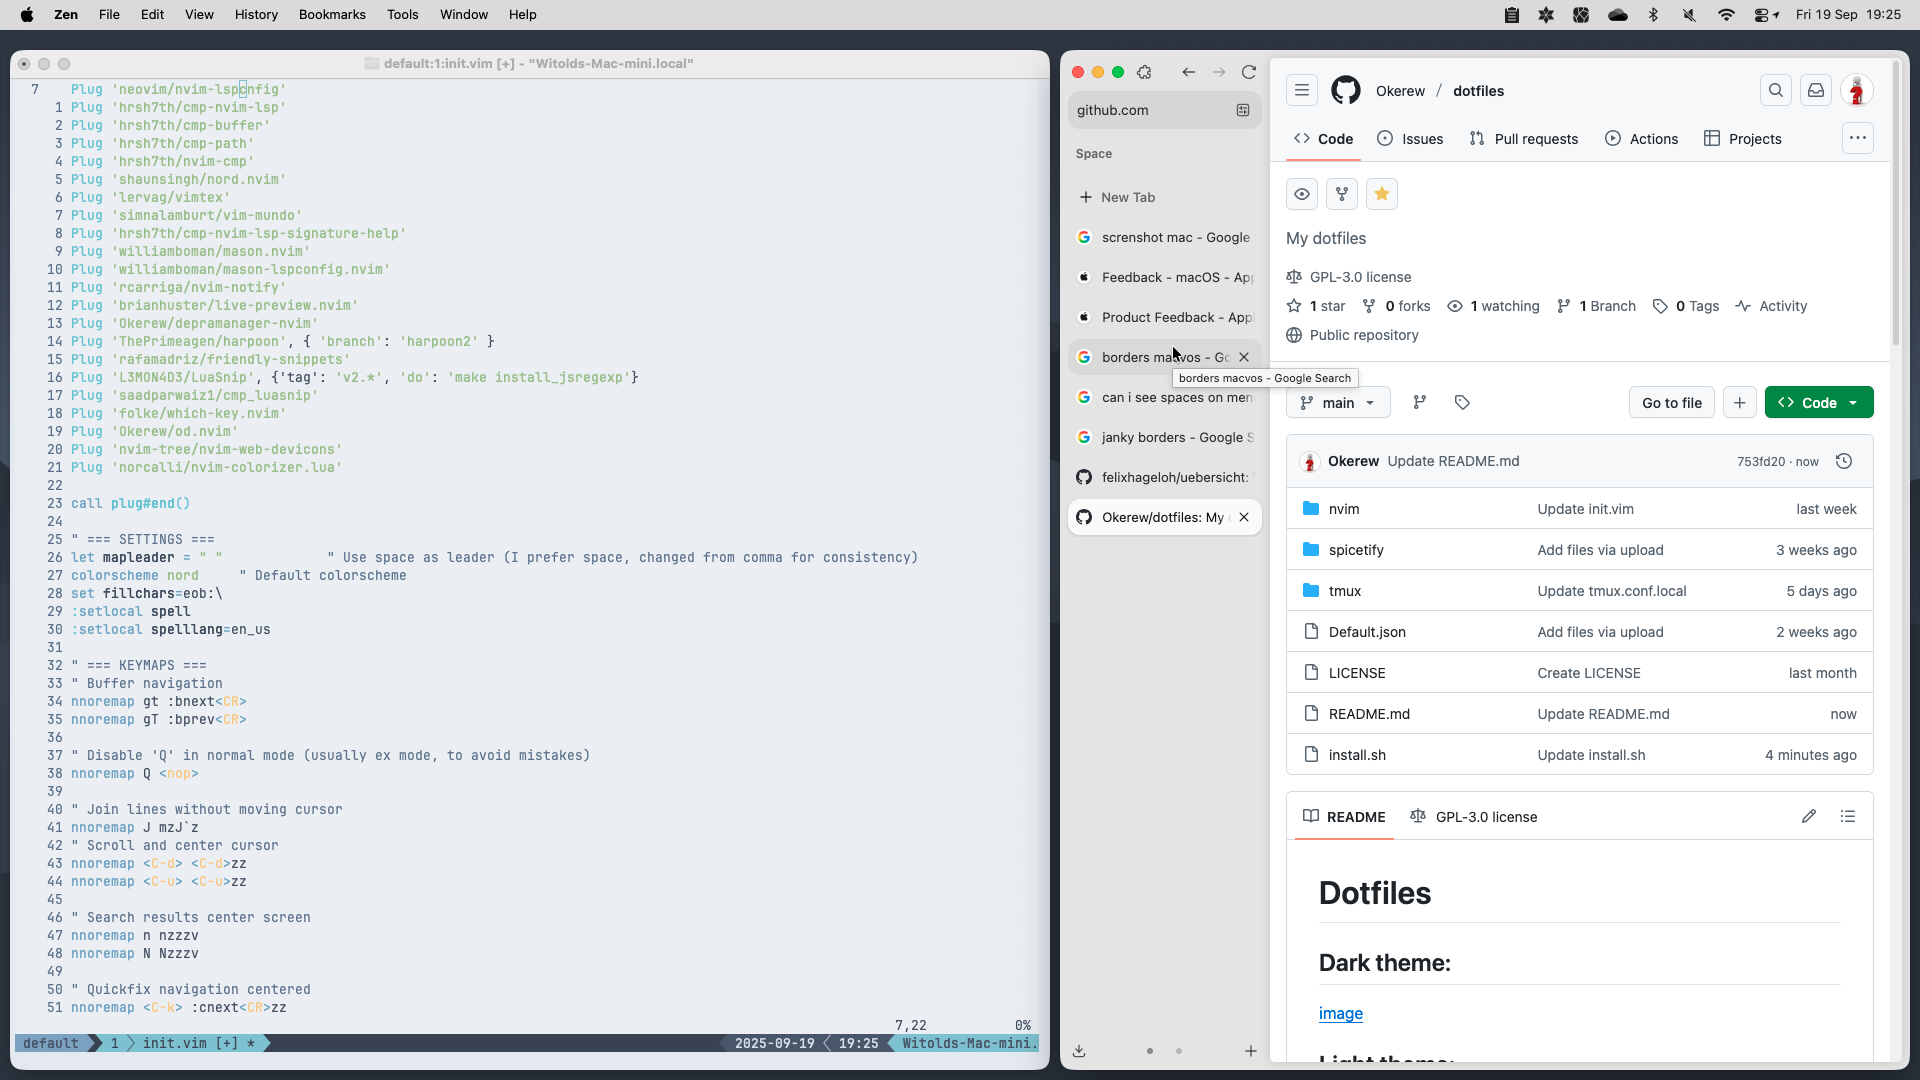 Zen File Edit View History Bookmarks Tools Window Help Fri 19 Sep 19:25
default:1:init.vim [+] - "Witolds-Mac-mini.local"
7 Plug 'neovim/nvim-lspconfig'
1 Plug 'hrsh7th/cmp-nvim-lsp'
2 Plug 'hrsh7th/cmp-buffer'
3 Plug 'hrsh7th/cmp-path'
4 Plug 'hrsh7th/nvim-cmp'
5 Plug 'shaunsingh/nord.nvim'
6 Plug 'lervag/vimtex'
7 Plug 'simnalamburt/vim-mundo'
8 Plug 'hrsh7th/cmp-nvim-lsp-signature-help'
9 Plug 'williamboman/mason.nvim'
10 Plug 'williamboman/mason-lspconfig.nvim'
11 Plug 'rcarriga/nvim-notify'
12 Plug 'brianhuster/live-preview.nvim'
13 Plug 'Okerew/depramanager-nvim'
14 Plug 'ThePrimeagen/harpoon', { 'branch': 'harpoon2' }
15 Plug 'rafamadriz/friendly-snippets'
16 Plug 'L3MON4D3/LuaSnip', {'tag': 'v2.*', 'do': 'make install_jsregexp'}
17 Plug 'saadparwaiz1/cmp_luasnip'
18 Plug 'folke/which-key.nvim'
19 Plug 'Okerew/od.nvim'
20 Plug 'nvim-tree/nvim-web-devicons'
21 Plug 'norcalli/nvim-colorizer.lua'
22
23 call plug#end()
24
25 " === SETTINGS ===
26 let mapleader = " " " Use space as leader (I prefer space, changed from comma for consistency)
27 colorscheme nord " Default colorscheme
28 set fillchars=eob:\
29 :setlocal spell
30 :setlocal spelllang=en_us
31
32 " === KEYMAPS ===
33 " Buffer navigation
34 nnoremap gt :bnext<CR>
35 nnoremap gT :bprev<CR>
36
37 " Disable 'Q' in normal mode (usually ex mode, to avoid mistakes)
38 nnoremap Q <nop>
39
40 " Join lines without moving cursor
41 nnoremap J mzJ`z
42 " Scroll and center cursor
43 nnoremap <C-d> <C-d>zz
44 nnoremap <C-u> <C-u>zz
45
46 " Search results center screen
47 nnoremap n nzzzv
48 nnoremap N Nzzzv
49
50 " Quickfix navigation centered
51 nnoremap <C-k> :cnext<CR>zz
7,22 0%
default 1 init.vim [+] * 2025-09-19 19:25 Witolds-Mac-mini.
github.com
Space
New Tab
screnshot mac - Google
Feedback - macOS - App
Product Feedback - Appl
borders macvos - Go
borders macvos - Google Search
can i see spaces on men
janky borders - Google S
felixhageloh/uebersicht:
Okerew/dotfiles: My
Okerew / dotfiles
Code Issues Pull requests Actions Projects
My dotfiles
GPL-3.0 license
1 star 0 forks 1 watching 1 Branch 0 Tags Activity
Public repository
main Go to file Code
Okerew Update README.md 753fd20 · now
nvim Update init.vim last week
spicetify Add files via upload 3 weeks ago
tmux Update tmux.conf.local 5 days ago
Default.json Add files via upload 2 weeks ago
LICENSE Create LICENSE last month
README.md Update README.md now
install.sh Update install.sh 4 minutes ago
README GPL-3.0 license
Dotfiles
Dark theme:
image
Light theme: